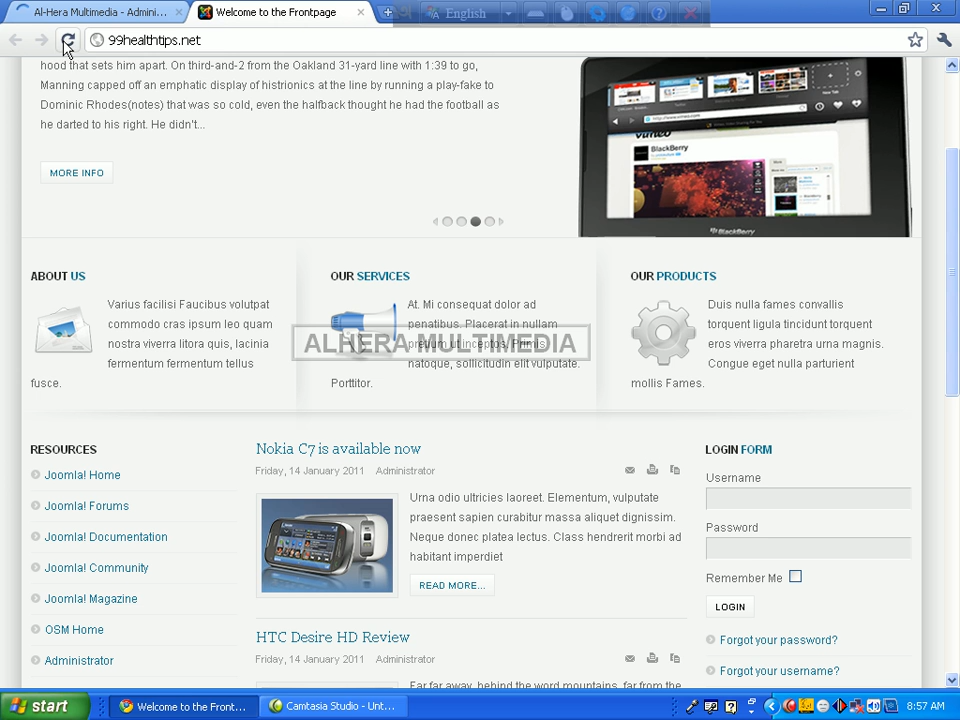 Al-Hera Multimedia - Admini...
Welcome to the Frontpage
English
99healthtips.net
hood that sets him apart. On third-and-2 from the Oakland 31-yard line with 1:39 to go,
Manning capped off an emphatic display of histrionics at the line by running a play-fake to
Dominic Rhodes(notes) that was so cold, even the halfback thought he had the football as
he darted to his right. He didn't...
MORE INFO
New Tab
vimeo
BlackBerry
BlackBerry
ABOUT US
Varius facilisi Faucibus volutpat
commodo cras ipsum leo quam
nostra viverra litora quis, lacinia
fermentum fermentum tellus
fusce.
OUR SERVICES
At. Mi consequat dolor ad
penatibus. Placerat in nullam
pretium ut inceptos. Primis
natoque, sollicitudin elit vulputate.
Porttitor.
OUR PRODUCTS
Duis nulla fames convallis
torquent ligula tincidunt torquent
eros viverra pharetra urna magnis.
Congue eget nulla parturient
mollis Fames.
ALHERA MULTIMEDIA
RESOURCES
Joomla! Home
Joomla! Forums
Joomla! Documentation
Joomla! Community
Joomla! Magazine
OSM Home
Administrator
Nokia C7 is available now
Friday, 14 January 2011 Administrator
Urna odio ultricies laoreet. Elementum, vulputate
praesent sapien curabitur massa aliquet dignissim.
Neque donec platea lectus. Class hendrerit morbi ad
habitant imperdiet
READ MORE...
HTC Desire HD Review
Friday, 14 January 2011 Administrator
Far far away, behind the word mountains, far from the
LOGIN FORM
Username
Password
Remember Me
LOGIN
Forgot your password?
Forgot your username?
start
Welcome to the Front...
Camtasia Studio - Unt...
8:57 AM